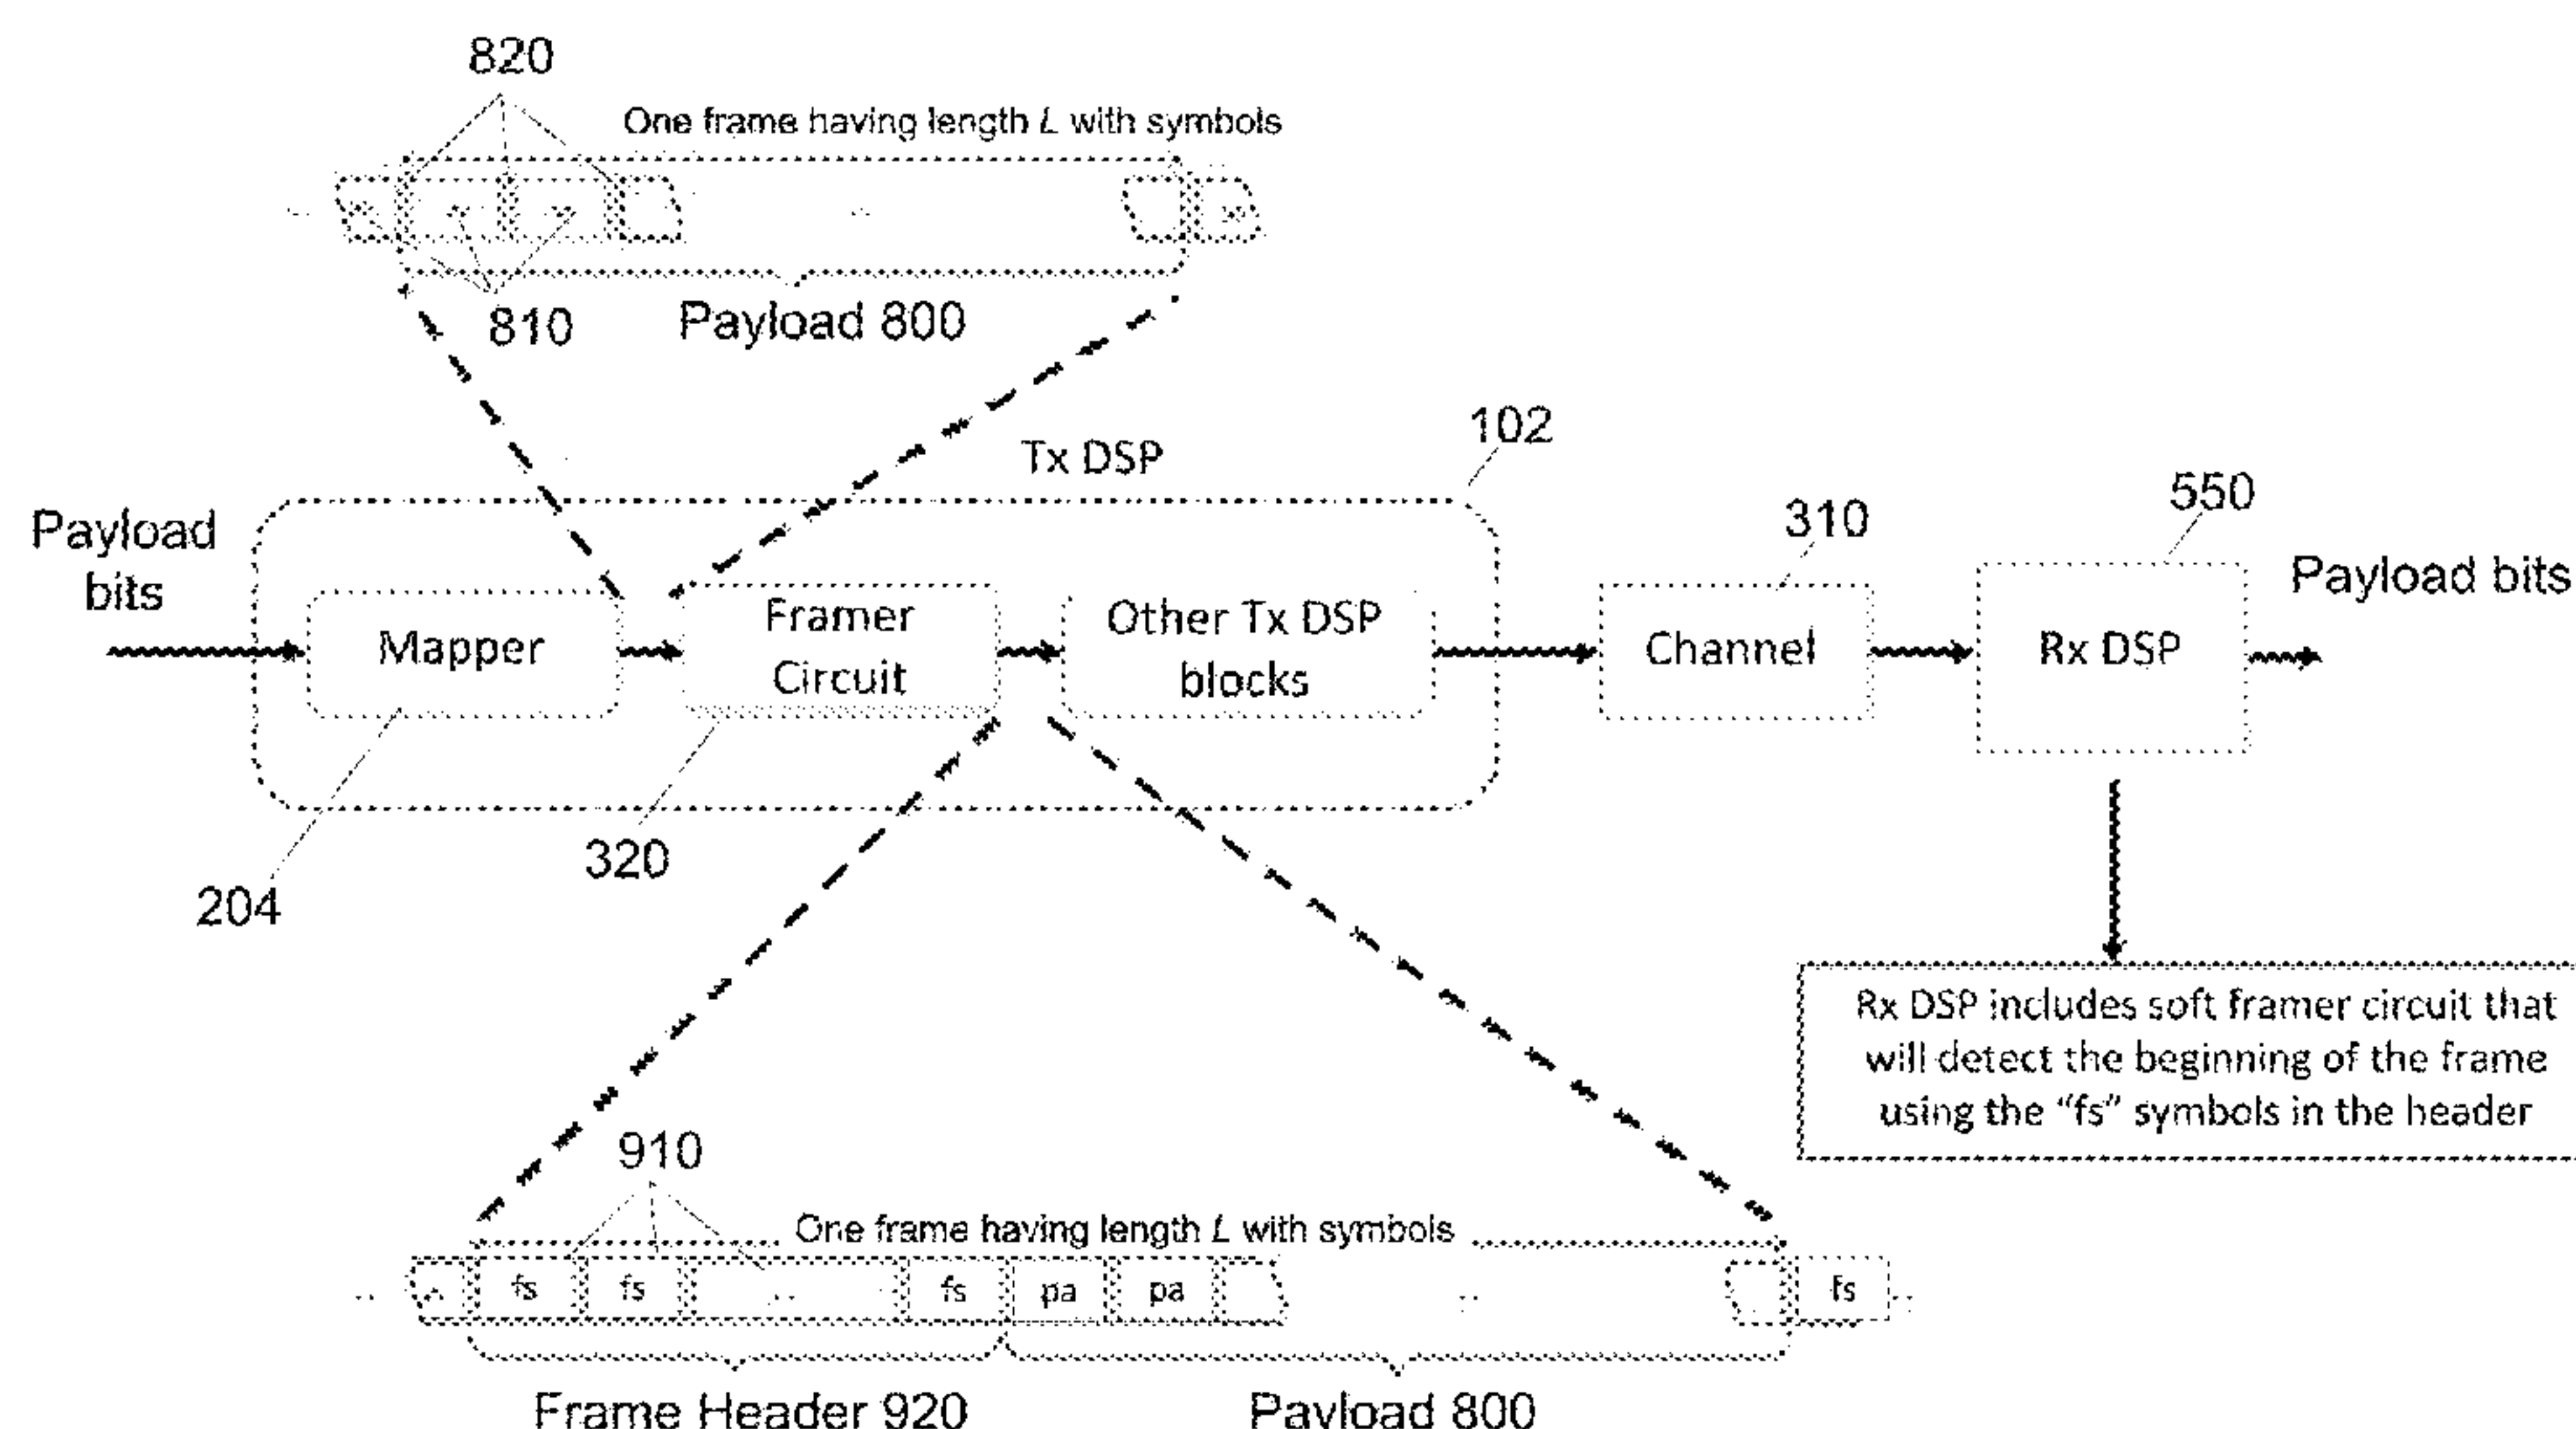 820
One frame having length L with symbols
810
Payload 800
Tx DSP
102
Payload
bits
Mapper
Framer
Circuit
Other Tx DSP
blocks
310
Channel
550
Rx DSP
Payload bits
204
320
Rx DSP includes soft framer circuit that
will detect the beginning of the frame
using the “fs” symbols in the header
910
One frame having length L with symbols
fs fs fs pa pa fs
Frame Header 920
Payload 800